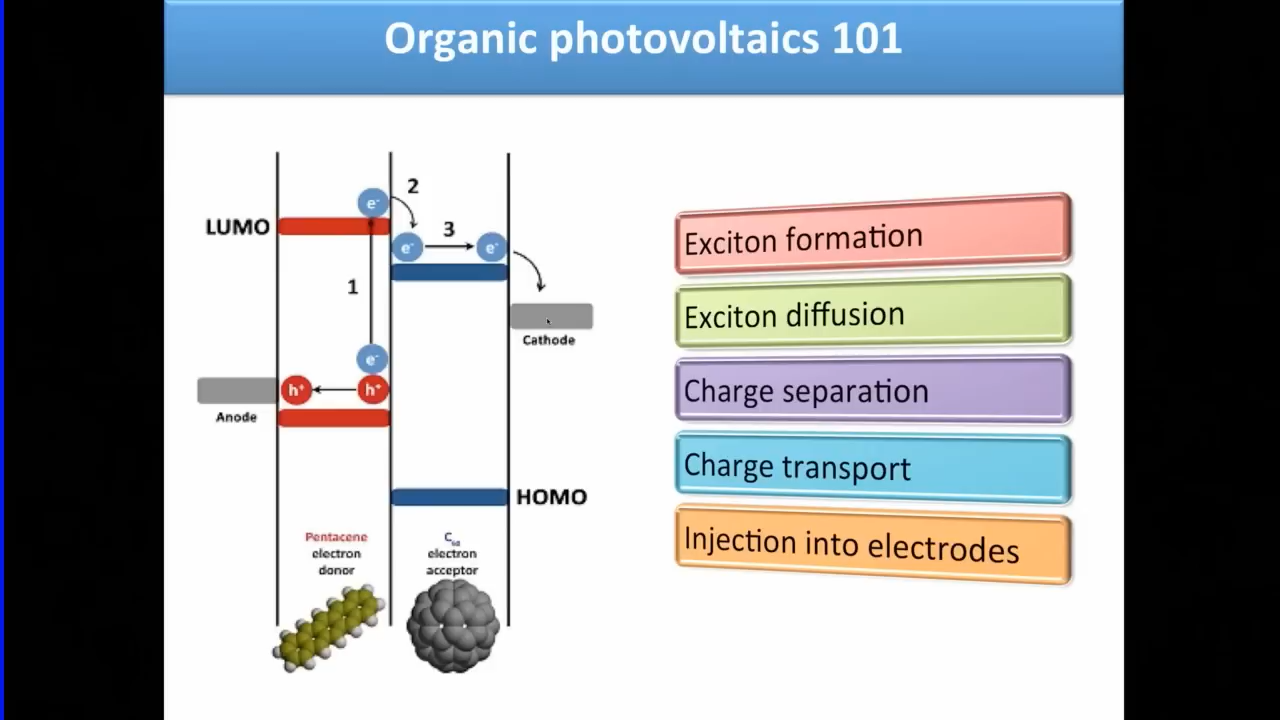 Organic photovoltaics 101
2
LUMO
e⁻
3
e⁻
e⁻
1
e⁻
h⁺
h⁺
Anode
Cathode
HOMO
Pentacene
electron
donor
C₆₀
electron
acceptor
Exciton formation
Exciton diffusion
Charge separation
Charge transport
Injection into electrodes